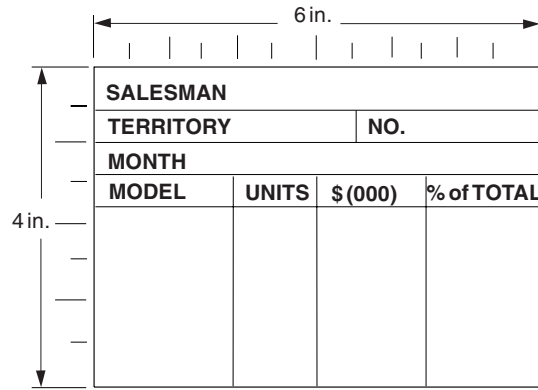 6 in.
SALESMAN
TERRITORY NO.
MONTH
MODEL UNITS $ (000) % of TOTAL
4 in.